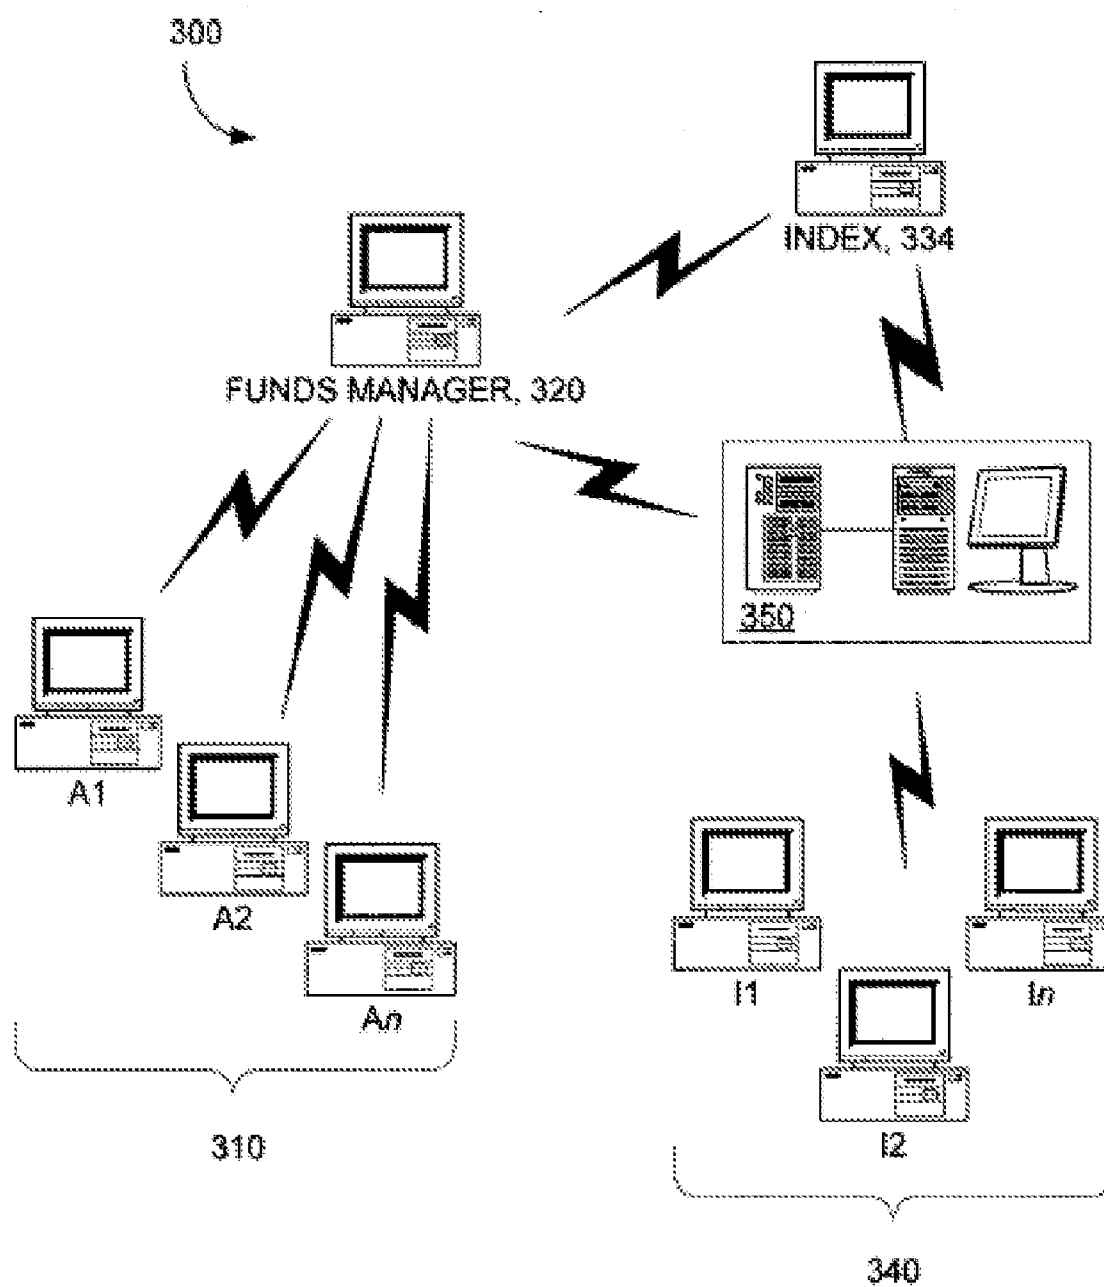 300
INDEX, 334
FUNDS MANAGER, 320
350
A1
A2
An
I1
In
I2
310
340